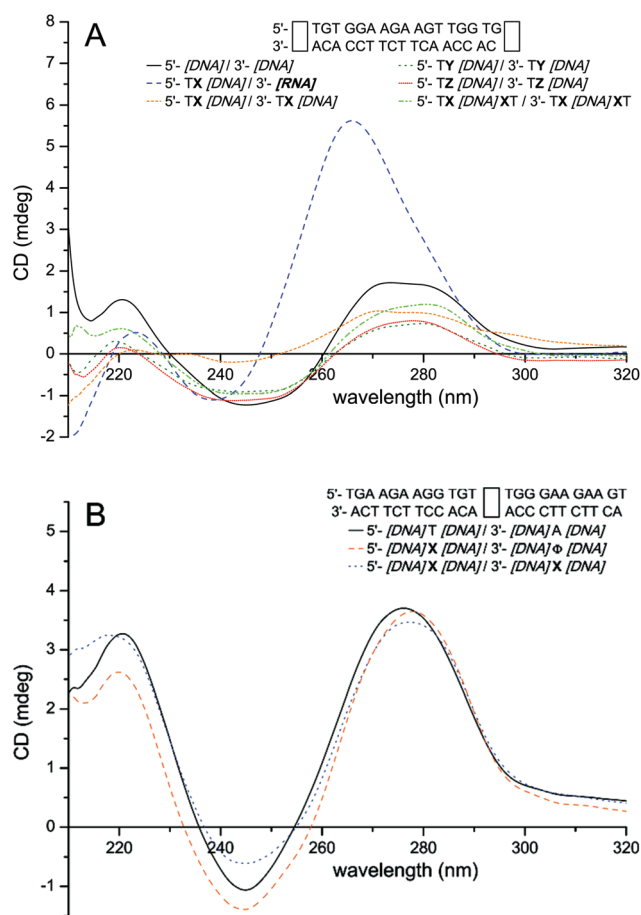 A
5'- TGT GGA AGA AGT TGG TG
3'- ACA CCT TCT TCA ACC AC
5'- [DNA] / 3'- [DNA]
5'- TX [DNA] / 3'- [RNA]
5'- TX [DNA] / 3'- TX [DNA]
5'- TY [DNA] / 3'- TY [DNA]
5'- TZ [DNA] / 3'- TZ [DNA]
5'- TX [DNA]XT / 3'- TX [DNA]XT
CD (mdeg)
8
7
6
5
4
3
2
1
0
-1
-2
220 240 260 280 300 320
wavelength (nm)
B
5'- TGA AGA AGG TGT TGG GAA GAA GT
3'- ACT TCT TCC ACA ACC CTT CTT CA
5'- [DNA]T [DNA] / 3'- [DNA]A [DNA]
5'- [DNA]X [DNA] / 3'- [DNA]Φ [DNA]
5'- [DNA]X [DNA] / 3'- [DNA]X [DNA]
CD (mdeg)
5
4
3
2
1
0
-1
220 240 260 280 300 320
wavelength (nm)